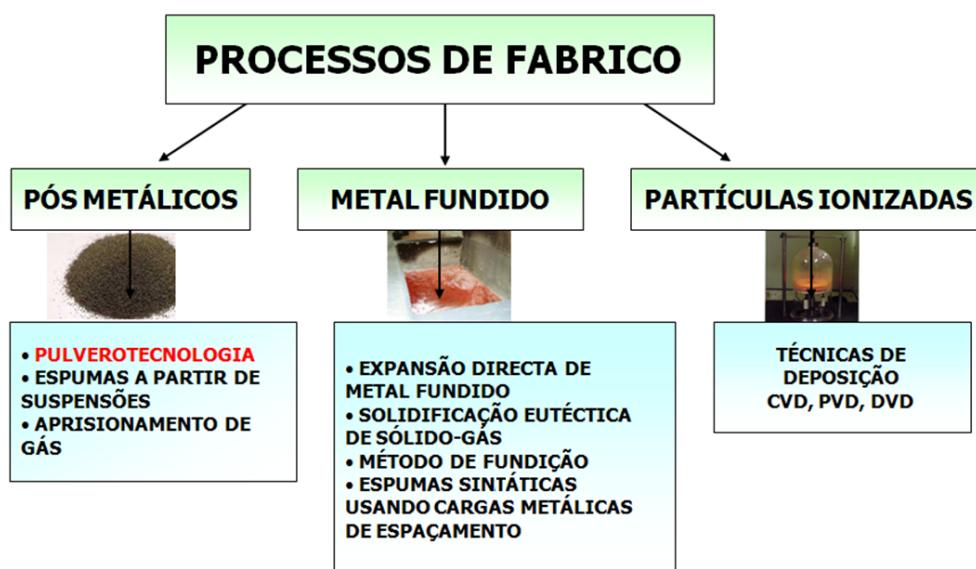 PROCESSOS DE FABRICO
PÓS METÁLICOS
METAL FUNDIDO
PARTÍCULAS IONIZADAS
• PULVEROTECNOLOGIA
• ESPUMAS A PARTIR DE
SUSPENSÕES
• APRISIONAMENTO DE
GÁS
• EXPANSÃO DIRECTA DE
METAL FUNDIDO
• SOLIDIFICAÇÃO EUTÉCTICA
DE SÓLIDO-GÁS
• MÉTODO DE FUNDIÇÃO
• ESPUMAS SINTÁTICAS
USANDO CARGAS METÁLICAS
DE ESPAÇAMENTO
TÉCNICAS DE
DEPOSIÇÃO
CVD, PVD, DVD